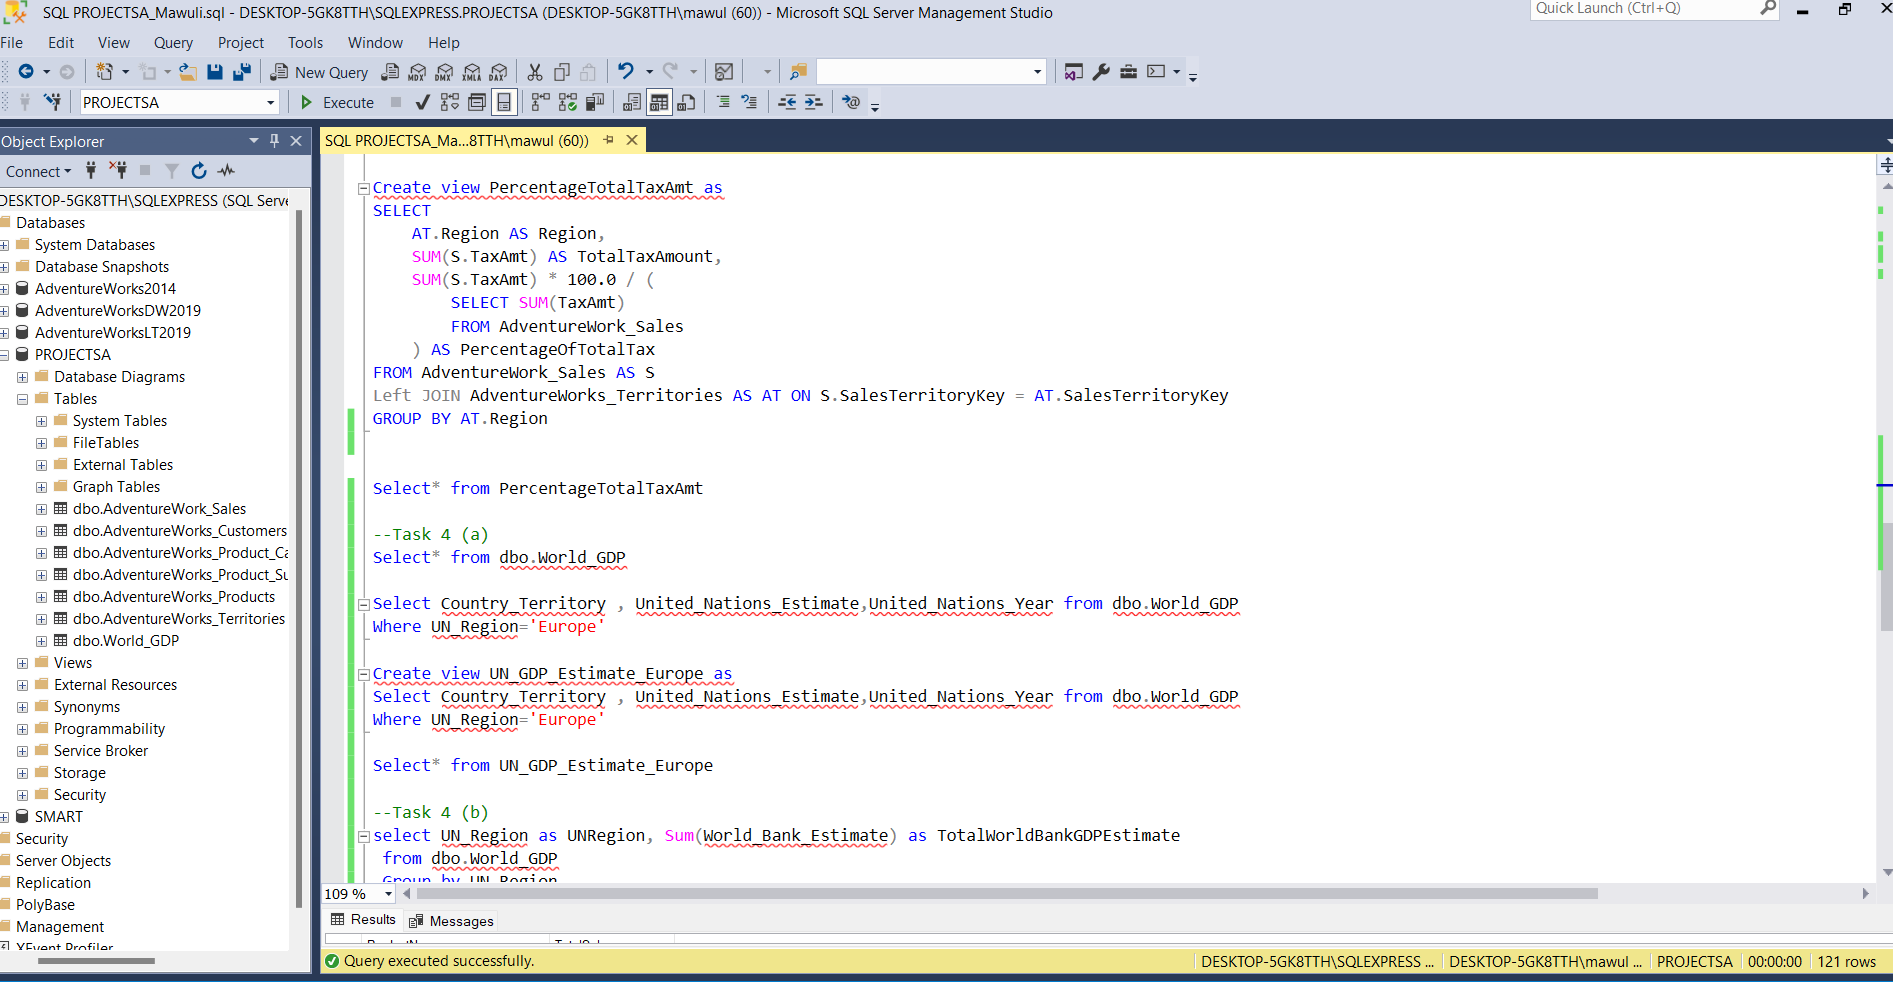 SQL PROJECTSA_Mawuli.sql - DESKTOP-5GK8TTH\SQLEXPRESS.PROJECTSA (DESKTOP-5GK8TTH\mawul (60)) - Microsoft SQL Server Management Studio
Quick Launch (Ctrl+Q)
File Edit View Query Project Tools Window Help
New Query MDX DMX XMLA DAX
PROJECTSA Execute
Object Explorer
SQL PROJECTSA_Ma...8TTH\mawul (60))
Connect
DESKTOP-5GK8TTH\SQLEXPRESS (SQL Serve
Databases
System Databases
Database Snapshots
AdventureWorks2014
AdventureWorksDW2019
AdventureWorksLT2019
PROJECTSA
Database Diagrams
Tables
System Tables
FileTables
External Tables
Graph Tables
dbo.AdventureWork_Sales
dbo.AdventureWorks_Customers
dbo.AdventureWorks_Product_Ca
dbo.AdventureWorks_Product_Su
dbo.AdventureWorks_Products
dbo.AdventureWorks_Territories
dbo.World_GDP
Views
External Resources
Synonyms
Programmability
Service Broker
Storage
Security
SMART
Security
Server Objects
Replication
PolyBase
Management
XEvent Profiler
Create view PercentageTotalTaxAmt as
SELECT
AT.Region AS Region,
SUM(S.TaxAmt) AS TotalTaxAmount,
SUM(S.TaxAmt) * 100.0 / (
SELECT SUM(TaxAmt)
FROM AdventureWork_Sales
) AS PercentageOfTotalTax
FROM AdventureWork_Sales AS S
Left JOIN AdventureWorks_Territories AS AT ON S.SalesTerritoryKey = AT.SalesTerritoryKey
GROUP BY AT.Region
Select* from PercentageTotalTaxAmt
--Task 4 (a)
Select* from dbo.World_GDP
Select Country_Territory , United_Nations_Estimate,United_Nations_Year from dbo.World_GDP
Where UN_Region='Europe'
Create view UN_GDP_Estimate_Europe as
Select Country_Territory , United_Nations_Estimate,United_Nations_Year from dbo.World_GDP
Where UN_Region='Europe'
Select* from UN_GDP_Estimate_Europe
--Task 4 (b)
select UN_Region as UNRegion, Sum(World_Bank_Estimate) as TotalWorldBankGDPEstimate
from dbo.World_GDP
Group by UN_Region
109 %
Results Messages
Query executed successfully.
DESKTOP-5GK8TTH\SQLEXPRESS ... DESKTOP-5GK8TTH\mawul ... PROJECTSA 00:00:00 121 rows